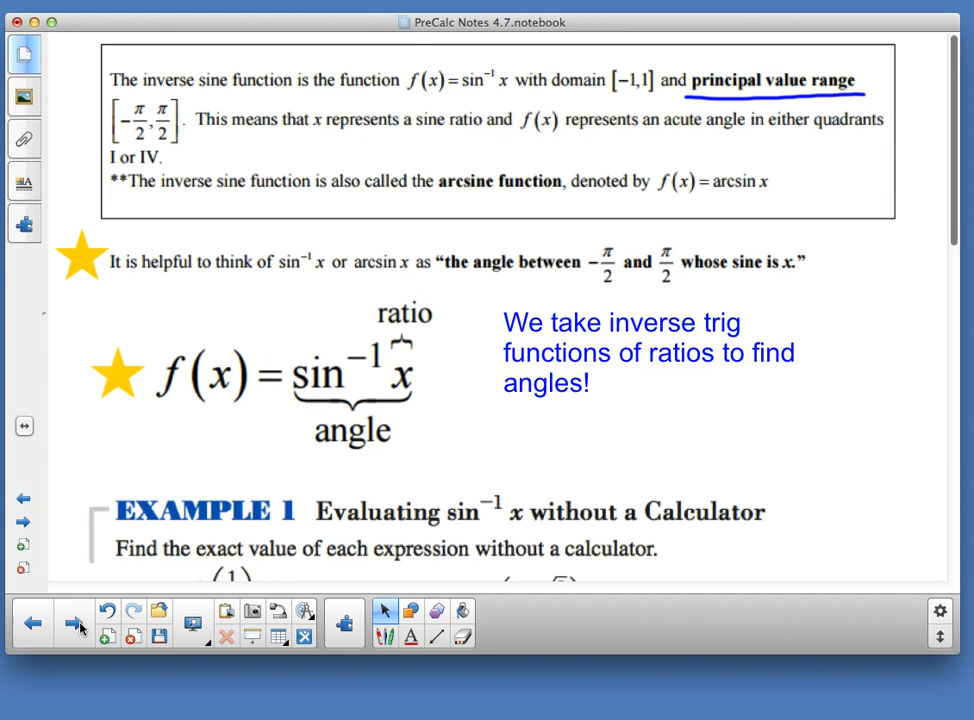 PreCalc Notes 4.7.notebook
The inverse sine function is the function f(x) = sin⁻¹ x with domain [−1,1] and principal value range
[−π/2, π/2]. This means that x represents a sine ratio and f(x) represents an acute angle in either quadrants
I or IV.
**The inverse sine function is also called the arcsine function, denoted by f(x) = arcsin x
It is helpful to think of sin⁻¹ x or arcsin x as “the angle between −π/2 and π/2 whose sine is x.”
ratio
f(x) = sin⁻¹ x
angle
We take inverse trig
functions of ratios to find
angles!
EXAMPLE 1 Evaluating sin⁻¹ x without a Calculator
Find the exact value of each expression without a calculator.